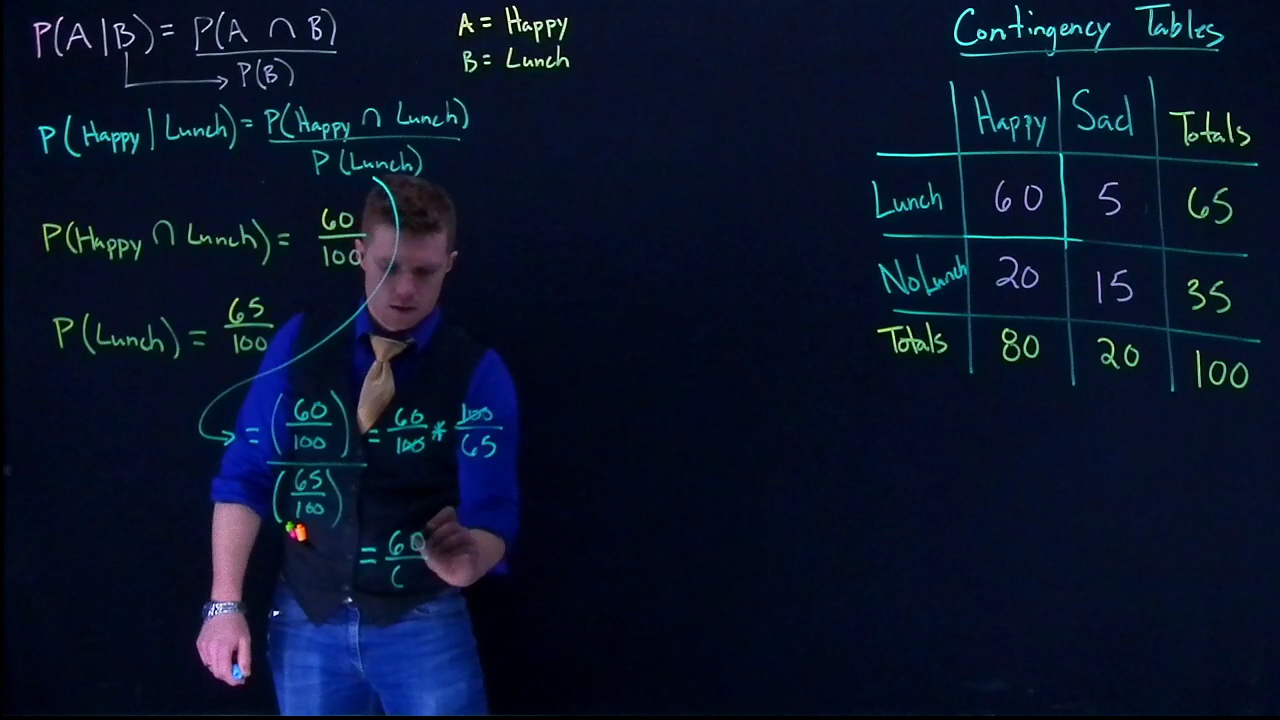 P(A|B) = P(A ∩ B)
P(B)
A = Happy
B = Lunch
P(Happy | Lunch) = P(Happy ∩ Lunch)
P(Lunch)
P(Happy ∩ Lunch) = 60
100
P(Lunch) = 65
100
= (60/100) = 60/100 * 100/65
(65/100)
= 60
Contingency Tables
Happy Sad Totals
Lunch 60 5 65
No Lunch 20 15 35
Totals 80 20 100